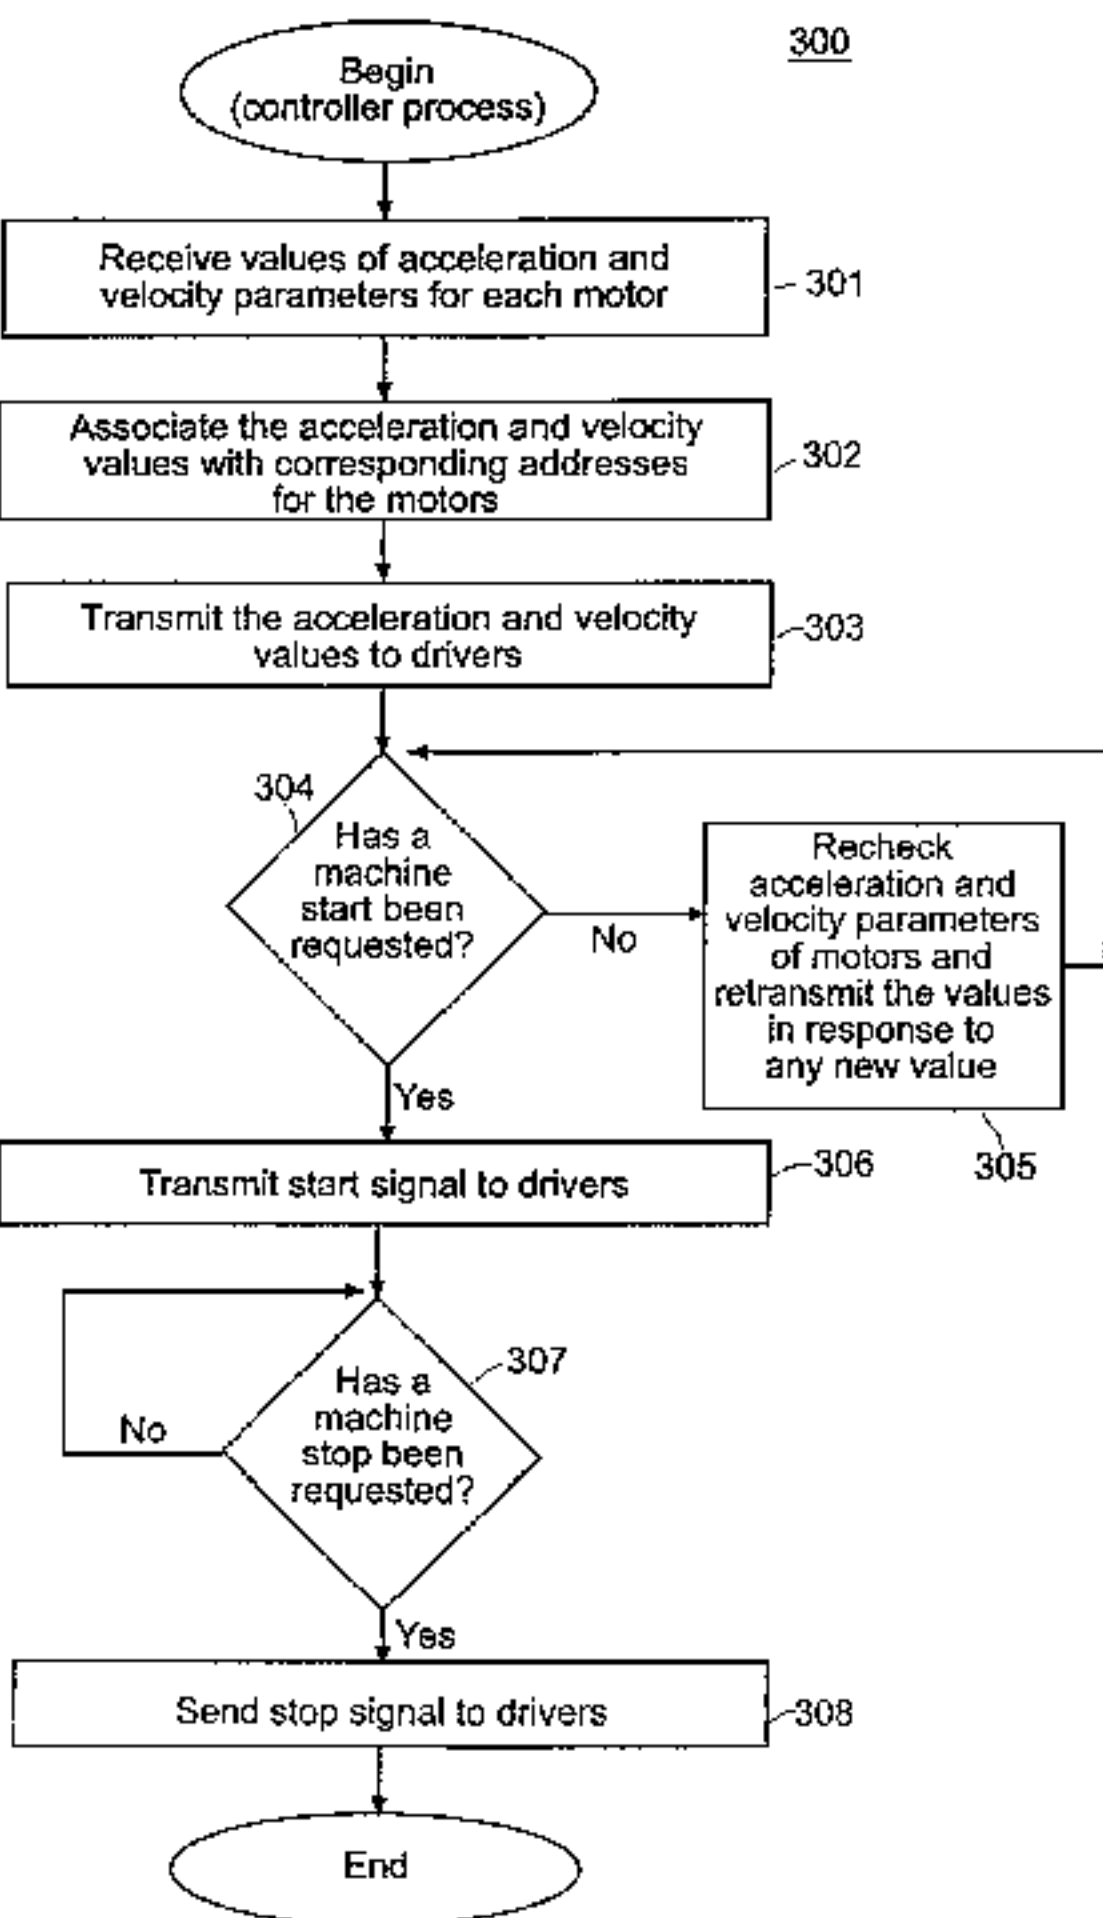 300
Begin
(controller process)
Receive values of acceleration and
velocity parameters for each motor
301
Associate the acceleration and velocity
values with corresponding addresses
for the motors
302
Transmit the acceleration and velocity
values to drivers
303
304
Has a
machine
start been
requested?
No
Recheck
acceleration and
velocity parameters
of motors and
retransmit the values
in response to
any new value
305
Yes
Transmit start signal to drivers
306
Has a
machine
stop been
requested?
307
No
Yes
Send stop signal to drivers
308
End